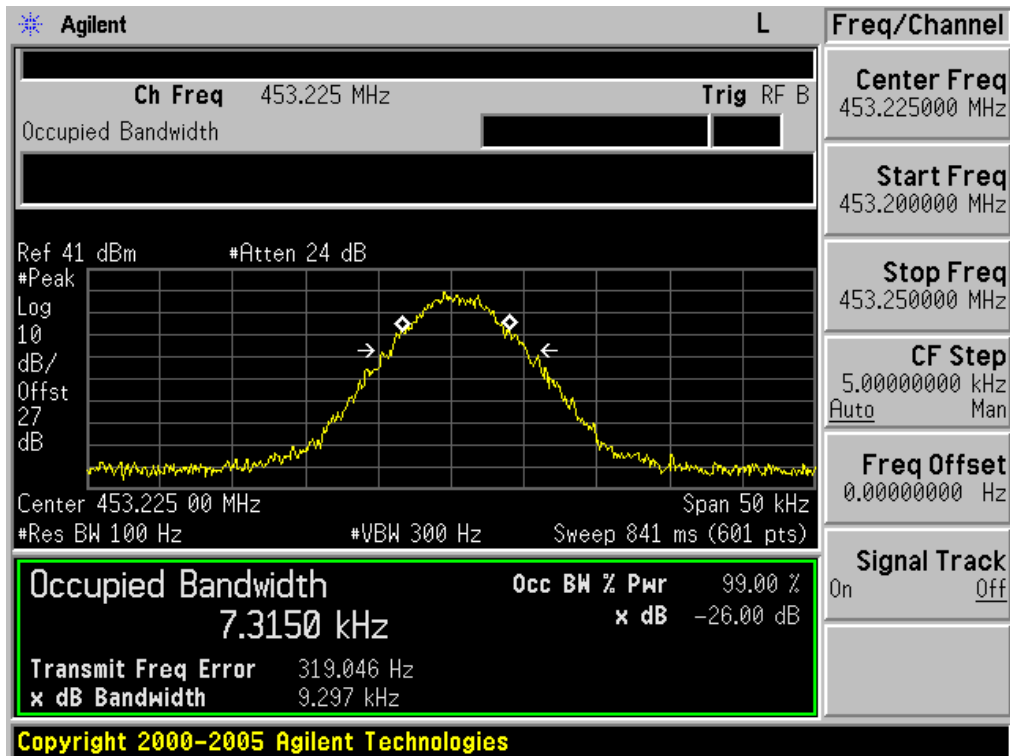 Agilent L Freq/Channel
Ch Freq 453.225 MHz Trig RF B
Occupied Bandwidth
Center Freq
453.225000 MHz
Start Freq
453.200000 MHz
Stop Freq
453.250000 MHz
CF Step
5.00000000 kHz
Auto Man
Freq Offset
0.00000000 Hz
Signal Track
On Off
Ref 41 dBm #Atten 24 dB
#Peak
Log
10
dB/
Offst
27
dB
Center 453.225 00 MHz Span 50 kHz
#Res BW 100 Hz #VBW 300 Hz Sweep 841 ms (601 pts)
Occupied Bandwidth Occ BW % Pwr 99.00 %
7.3150 kHz x dB -26.00 dB
Transmit Freq Error 319.046 Hz
x dB Bandwidth 9.297 kHz
Copyright 2000-2005 Agilent Technologies